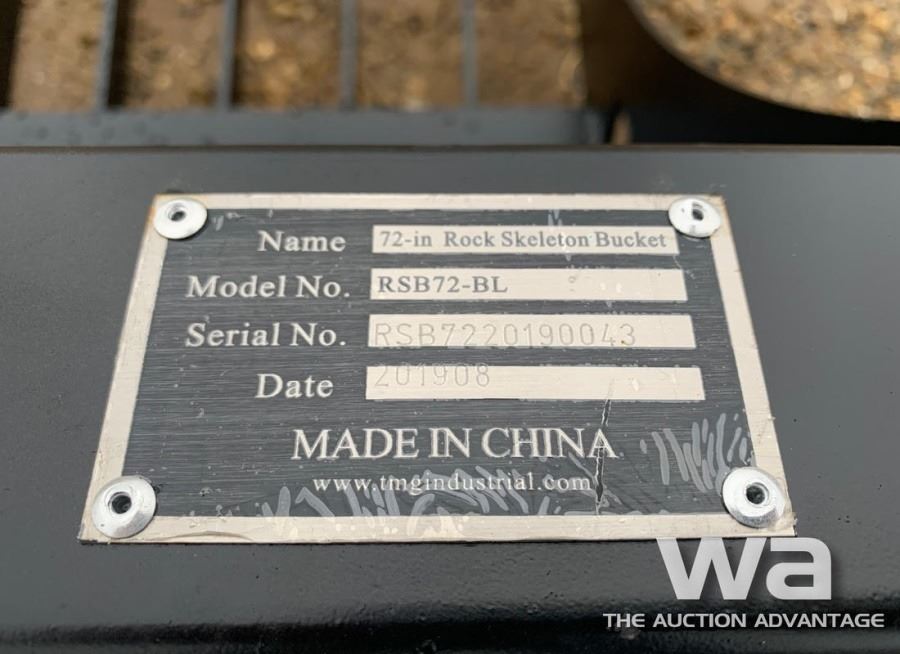 Name 72-in Rock Skeleton Bucket
Model No. RSB72-BL
Serial No. RSB7220190043
Date 201908
MADE IN CHINA
www.tmgindustrial.com
wa
THE AUCTION ADVANTAGE